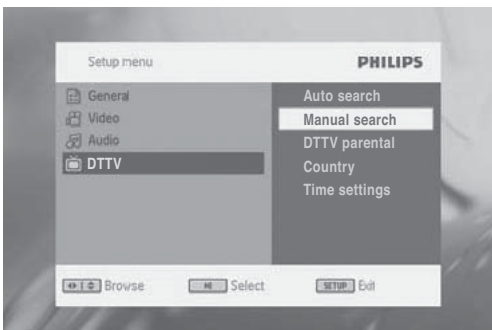 Setup menu
PHILIPS
General
Video
Audio
DTTV
Auto search
Manual search
DTTV parental
Country
Time settings
Browse
Select
SETUP Exit